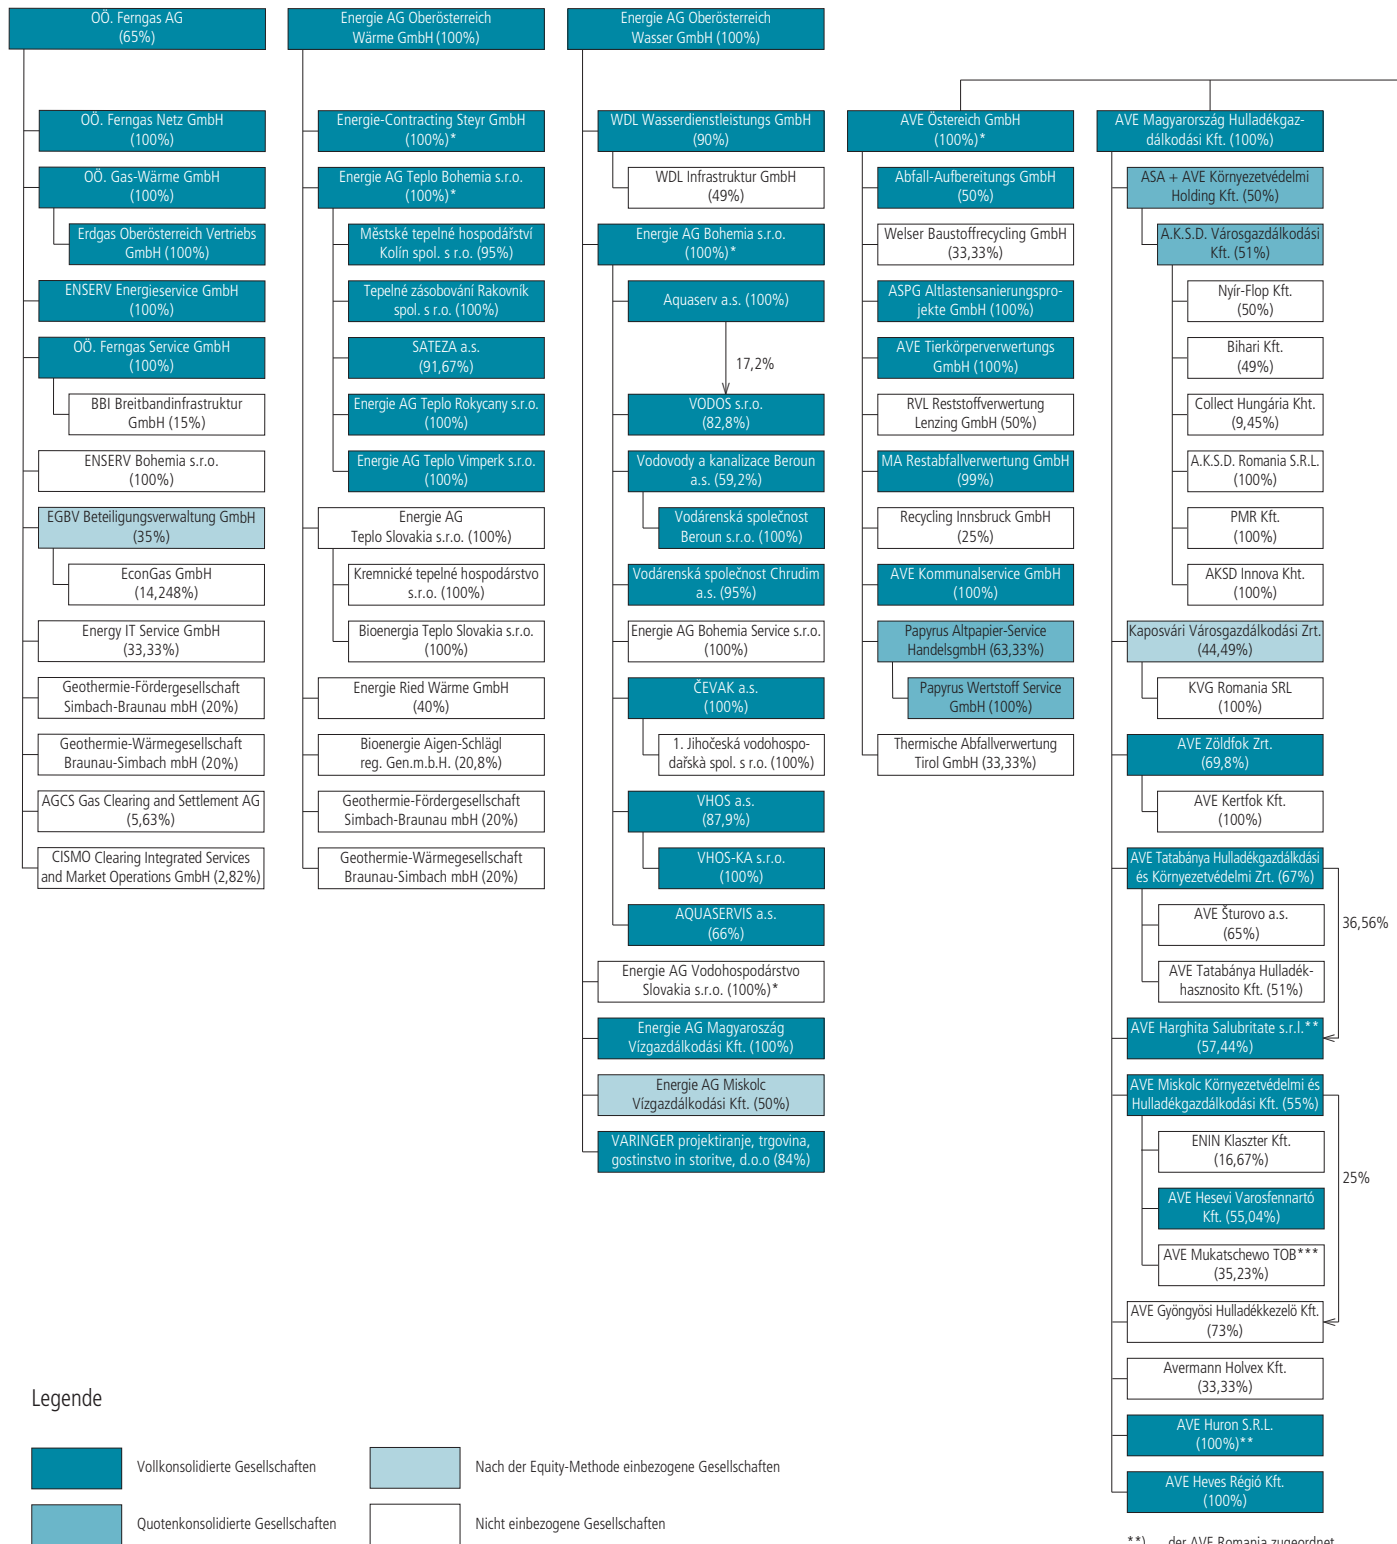 OÖ. Ferngas AG
(65%)
OÖ. Ferngas Netz GmbH
(100%)
OÖ. Gas-Wärme GmbH
(100%)
Erdgas Oberösterreich Vertriebs
GmbH (100%)
ENSERV Energieservice GmbH
(100%)
OÖ. Ferngas Service GmbH
(100%)
BBI Breitbandinfrastruktur
GmbH (15%)
ENSERV Bohemia s.r.o.
(100%)
EGBV Beteiligungsverwaltung GmbH
(35%)
EconGas GmbH
(14,248%)
Energy IT Service GmbH
(33,33%)
Geothermie-Fördergesellschaft
Simbach-Braunau mbH (20%)
Geothermie-Wärmegesellschaft
Braunau-Simbach mbH (20%)
AGCS Gas Clearing and Settlement AG
(5,63%)
CISMO Clearing Integrated Services
and Market Operations GmbH (2,82%)
Energie AG Oberösterreich
Wärme GmbH (100%)
Energie-Contracting Steyr GmbH
(100%)*
Energie AG Teplo Bohemia s.r.o.
(100%)*
Městské tepelné hospodářství
Kolín spol. s r.o. (95%)
Tepelné zásobování Rakovník
spol. s r.o. (100%)
SATEZA a.s.
(91,67%)
Energie AG Teplo Rokycany s.r.o.
(100%)
Energie AG Teplo Vimperk s.r.o.
(100%)
Energie AG
Teplo Slovakia s.r.o. (100%)
Kremnické tepelné hospodárstvo
s.r.o. (100%)
Bioenergia Teplo Slovakia s.r.o.
(100%)
Energie Ried Wärme GmbH
(40%)
Bioenergie Aigen-Schlägl
reg. Gen.m.b.H. (20,8%)
Geothermie-Fördergesellschaft
Simbach-Braunau mbH (20%)
Geothermie-Wärmegesellschaft
Braunau-Simbach mbH (20%)
Energie AG Oberösterreich
Wasser GmbH (100%)
WDL Wasserdienstleistungs GmbH
(90%)
WDL Infrastruktur GmbH
(49%)
Energie AG Bohemia s.r.o.
(100%)*
Aquaserv a.s. (100%)
17,2%
VODOS s.r.o.
(82,8%)
Vodovody a kanalizace Beroun
a.s. (59,2%)
Vodárenská společnost
Beroun s.r.o. (100%)
Vodárenská společnost Chrudim
a.s. (95%)
Energie AG Bohemia Service s.r.o.
(100%)
ČEVAK a.s.
(100%)
1. Jihočeská vodohospo-
dařskà spol. s r.o. (100%)
VHOS a.s.
(87,9%)
VHOS-KA s.r.o.
(100%)
AQUASERVIS a.s.
(66%)
Energie AG Vodohospodárstvo
Slovakia s.r.o. (100%)*
Energie AG Magyaroszág
Vízgazdálkodási Kft. (100%)
Energie AG Miskolc
Vízgazdálkodási Kft. (50%)
VARINGER projektiranje, trgovina,
gostinstvo in storitve, d.o.o (84%)
AVE Östereich GmbH
(100%)*
Abfall-Aufbereitungs GmbH
(50%)
Welser Baustoffrecycling GmbH
(33,33%)
ASPG Altlastensanierungspro-
jekte GmbH (100%)
AVE Tierkörperverwertungs
GmbH (100%)
RVL Reststoffverwertung
Lenzing GmbH (50%)
MA Restabfallverwertung GmbH
(99%)
Recycling Innsbruck GmbH
(25%)
AVE Kommunalservice GmbH
(100%)
Papyrus Altpapier-Service
HandelsgmbH (63,33%)
Papyrus Wertstoff Service
GmbH (100%)
Thermische Abfallverwertung
Tirol GmbH (33,33%)
AVE Magyarország Hulladékgaz-
dálkodási Kft. (100%)
ASA + AVE Környezetvédelmi
Holding Kft. (50%)
A.K.S.D. Városgazdálkodási
Kft. (51%)
Nyír-Flop Kft.
(50%)
Bihari Kft.
(49%)
Collect Hungária Kht.
(9,45%)
A.K.S.D. Romania S.R.L.
(100%)
PMR Kft.
(100%)
AKSD Innova Kht.
(100%)
Kaposvári Városgazdálkodási Zrt.
(44,49%)
KVG Romania SRL
(100%)
AVE Zöldfok Zrt.
(69,8%)
AVE Kertfok Kft.
(100%)
AVE Tatabánya Hulladékgazdálkdási
és Környezetvédelmi Zrt. (67%)
AVE Šturovo a.s.
(65%)
36,56%
AVE Tatabánya Hulladék-
hasznosito Kft. (51%)
AVE Harghita Salubritate s.r.l.**
(57,44%)
AVE Miskolc Környezetvédelmi és
Hulladékgazdálkodási Kft. (55%)
ENIN Klaszter Kft.
(16,67%)
25%
AVE Hesevi Varosfennartó
Kft. (55,04%)
AVE Mukatschewo TOB***
(35,23%)
AVE Gyöngyösi Hulladékkezelö Kft.
(73%)
Avermann Holvex Kft.
(33,33%)
AVE Huron S.R.L.
(100%)**
AVE Heves Régió Kft.
(100%)
Legende
Vollkonsolidierte Gesellschaften
Nach der Equity-Methode einbezogene Gesellschaften
Quotenkonsolidierte Gesellschaften
Nicht einbezogene Gesellschaften
**) der AVE Romania zugeordnet